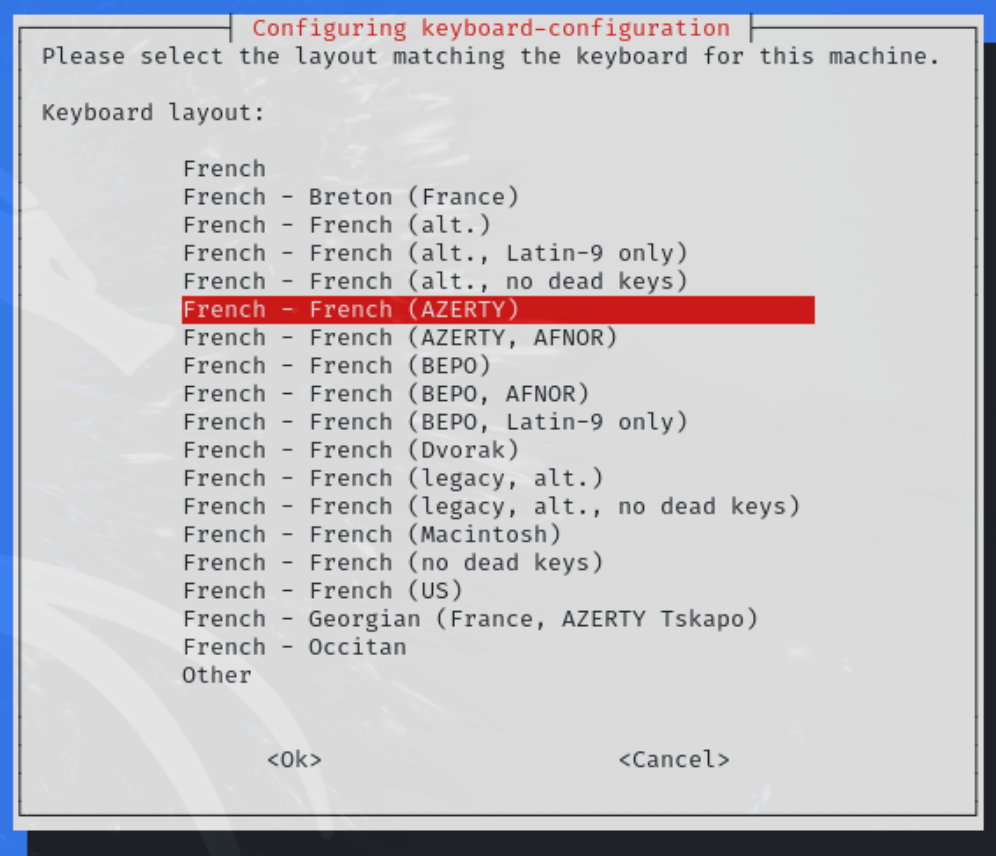 Configuring keyboard-configuration
Please select the layout matching the keyboard for this machine.
Keyboard layout:
French
French - Breton (France)
French - French (alt.)
French - French (alt., Latin-9 only)
French - French (alt., no dead keys)
French - French (AZERTY)
French - French (AZERTY, AFNOR)
French - French (BEPO)
French - French (BEPO, AFNOR)
French - French (BEPO, Latin-9 only)
French - French (Dvorak)
French - French (legacy, alt.)
French - French (legacy, alt., no dead keys)
French - French (Macintosh)
French - French (no dead keys)
French - French (US)
French - Georgian (France, AZERTY Tskapo)
French - Occitan
Other
<Ok> <Cancel>